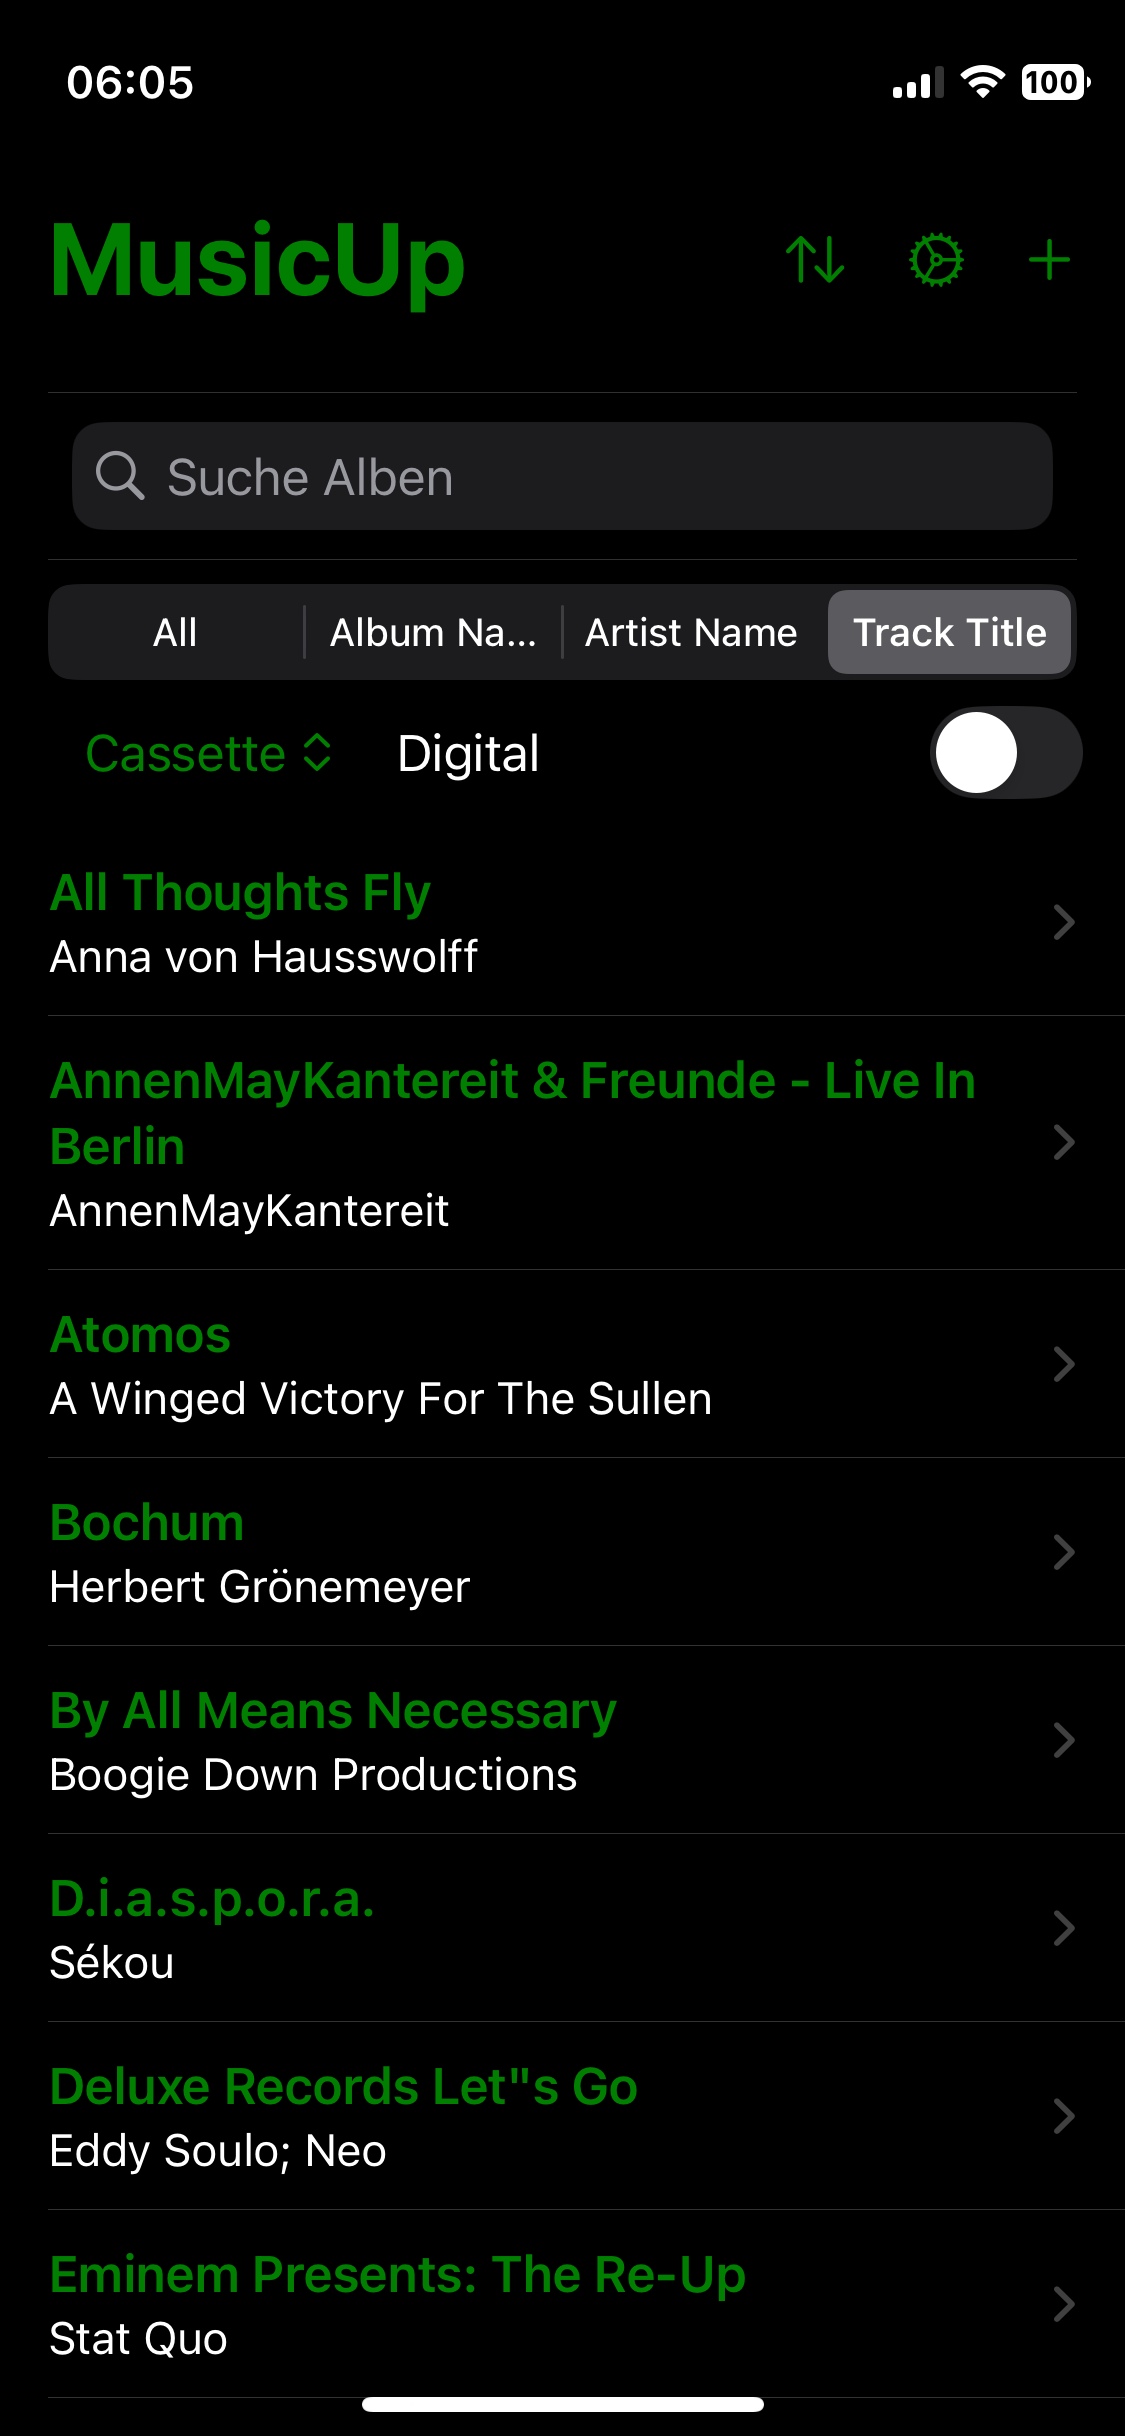 06:05
100
MusicUp
Suche Alben
All
Album Na...
Artist Name
Track Title
Cassette
Digital
All Thoughts Fly
Anna von Hausswolff
AnnenMayKantereit & Freunde - Live In
Berlin
AnnenMayKantereit
Atomos
A Winged Victory For The Sullen
Bochum
Herbert Grönemeyer
By All Means Necessary
Boogie Down Productions
D.i.a.s.p.o.r.a.
Sékou
Deluxe Records Let"s Go
Eddy Soulo; Neo
Eminem Presents: The Re-Up
Stat Quo